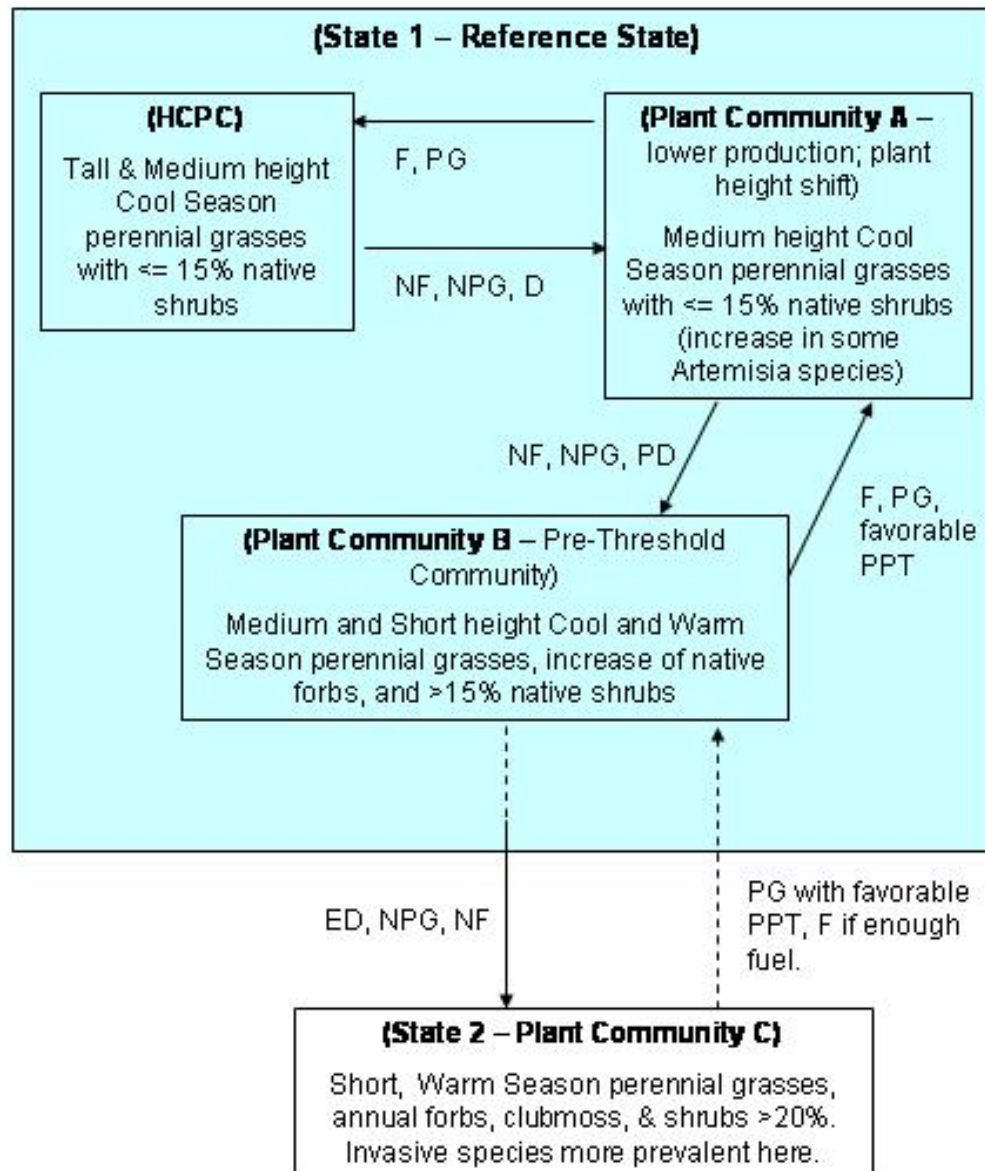 (State 1 – Reference State)
(HCPC)
Tall & Medium height
Cool Season
perennial grasses
with <= 15% native
shrubs
F, PG
NF, NPG, D
(Plant Community A –
lower production; plant
height shift)
Medium height Cool
Season perennial grasses
with <= 15% native shrubs
(increase in some
Artemisia species)
NF, NPG, PD
F, PG,
favorable
PPT
(Plant Community B – Pre-Threshold
Community)
Medium and Short height Cool and Warm
Season perennial grasses, increase of native
forbs, and >15% native shrubs
ED, NPG, NF
PG with favorable
PPT, F if enough
fuel.
(State 2 – Plant Community C)
Short, Warm Season perennial grasses,
annual forbs, clubmoss, & shrubs >20%.
Invasive species more prevalent here.